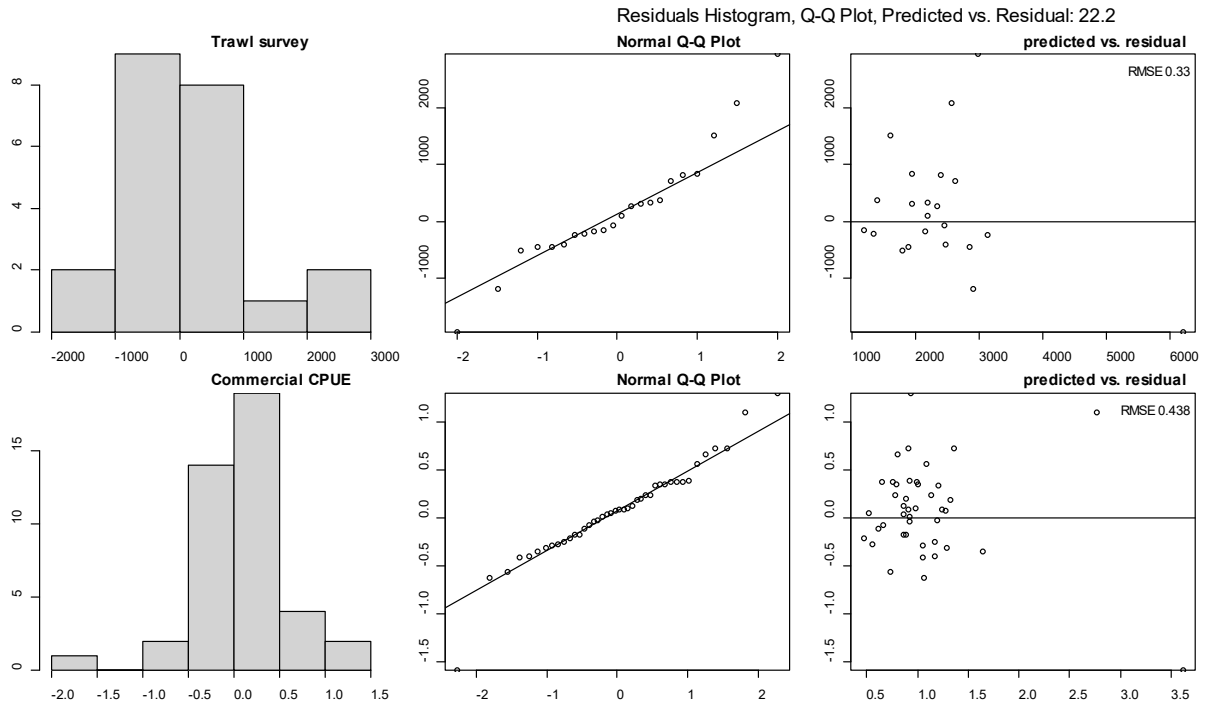 Residuals Histogram, Q-Q Plot, Predicted vs. Residual: 22.2
Trawl survey
0 2 4 6 8
-2000 -1000 0 1000 2000 3000
Normal Q-Q Plot
-1000 0 1000 2000
-2 -1 0 1 2
predicted vs. residual
RMSE 0.33
-1000 0 1000 2000
1000 2000 3000 4000 5000 6000
Commercial CPUE
0 5 10 15
-2.0 -1.5 -1.0 -0.5 0.0 0.5 1.0 1.5
Normal Q-Q Plot
-1.5 -1.0 -0.5 0.0 0.5 1.0
-2 -1 0 1 2
predicted vs. residual
RMSE 0.438
-1.5 -1.0 -0.5 0.0 0.5 1.0
0.5 1.0 1.5 2.0 2.5 3.0 3.5